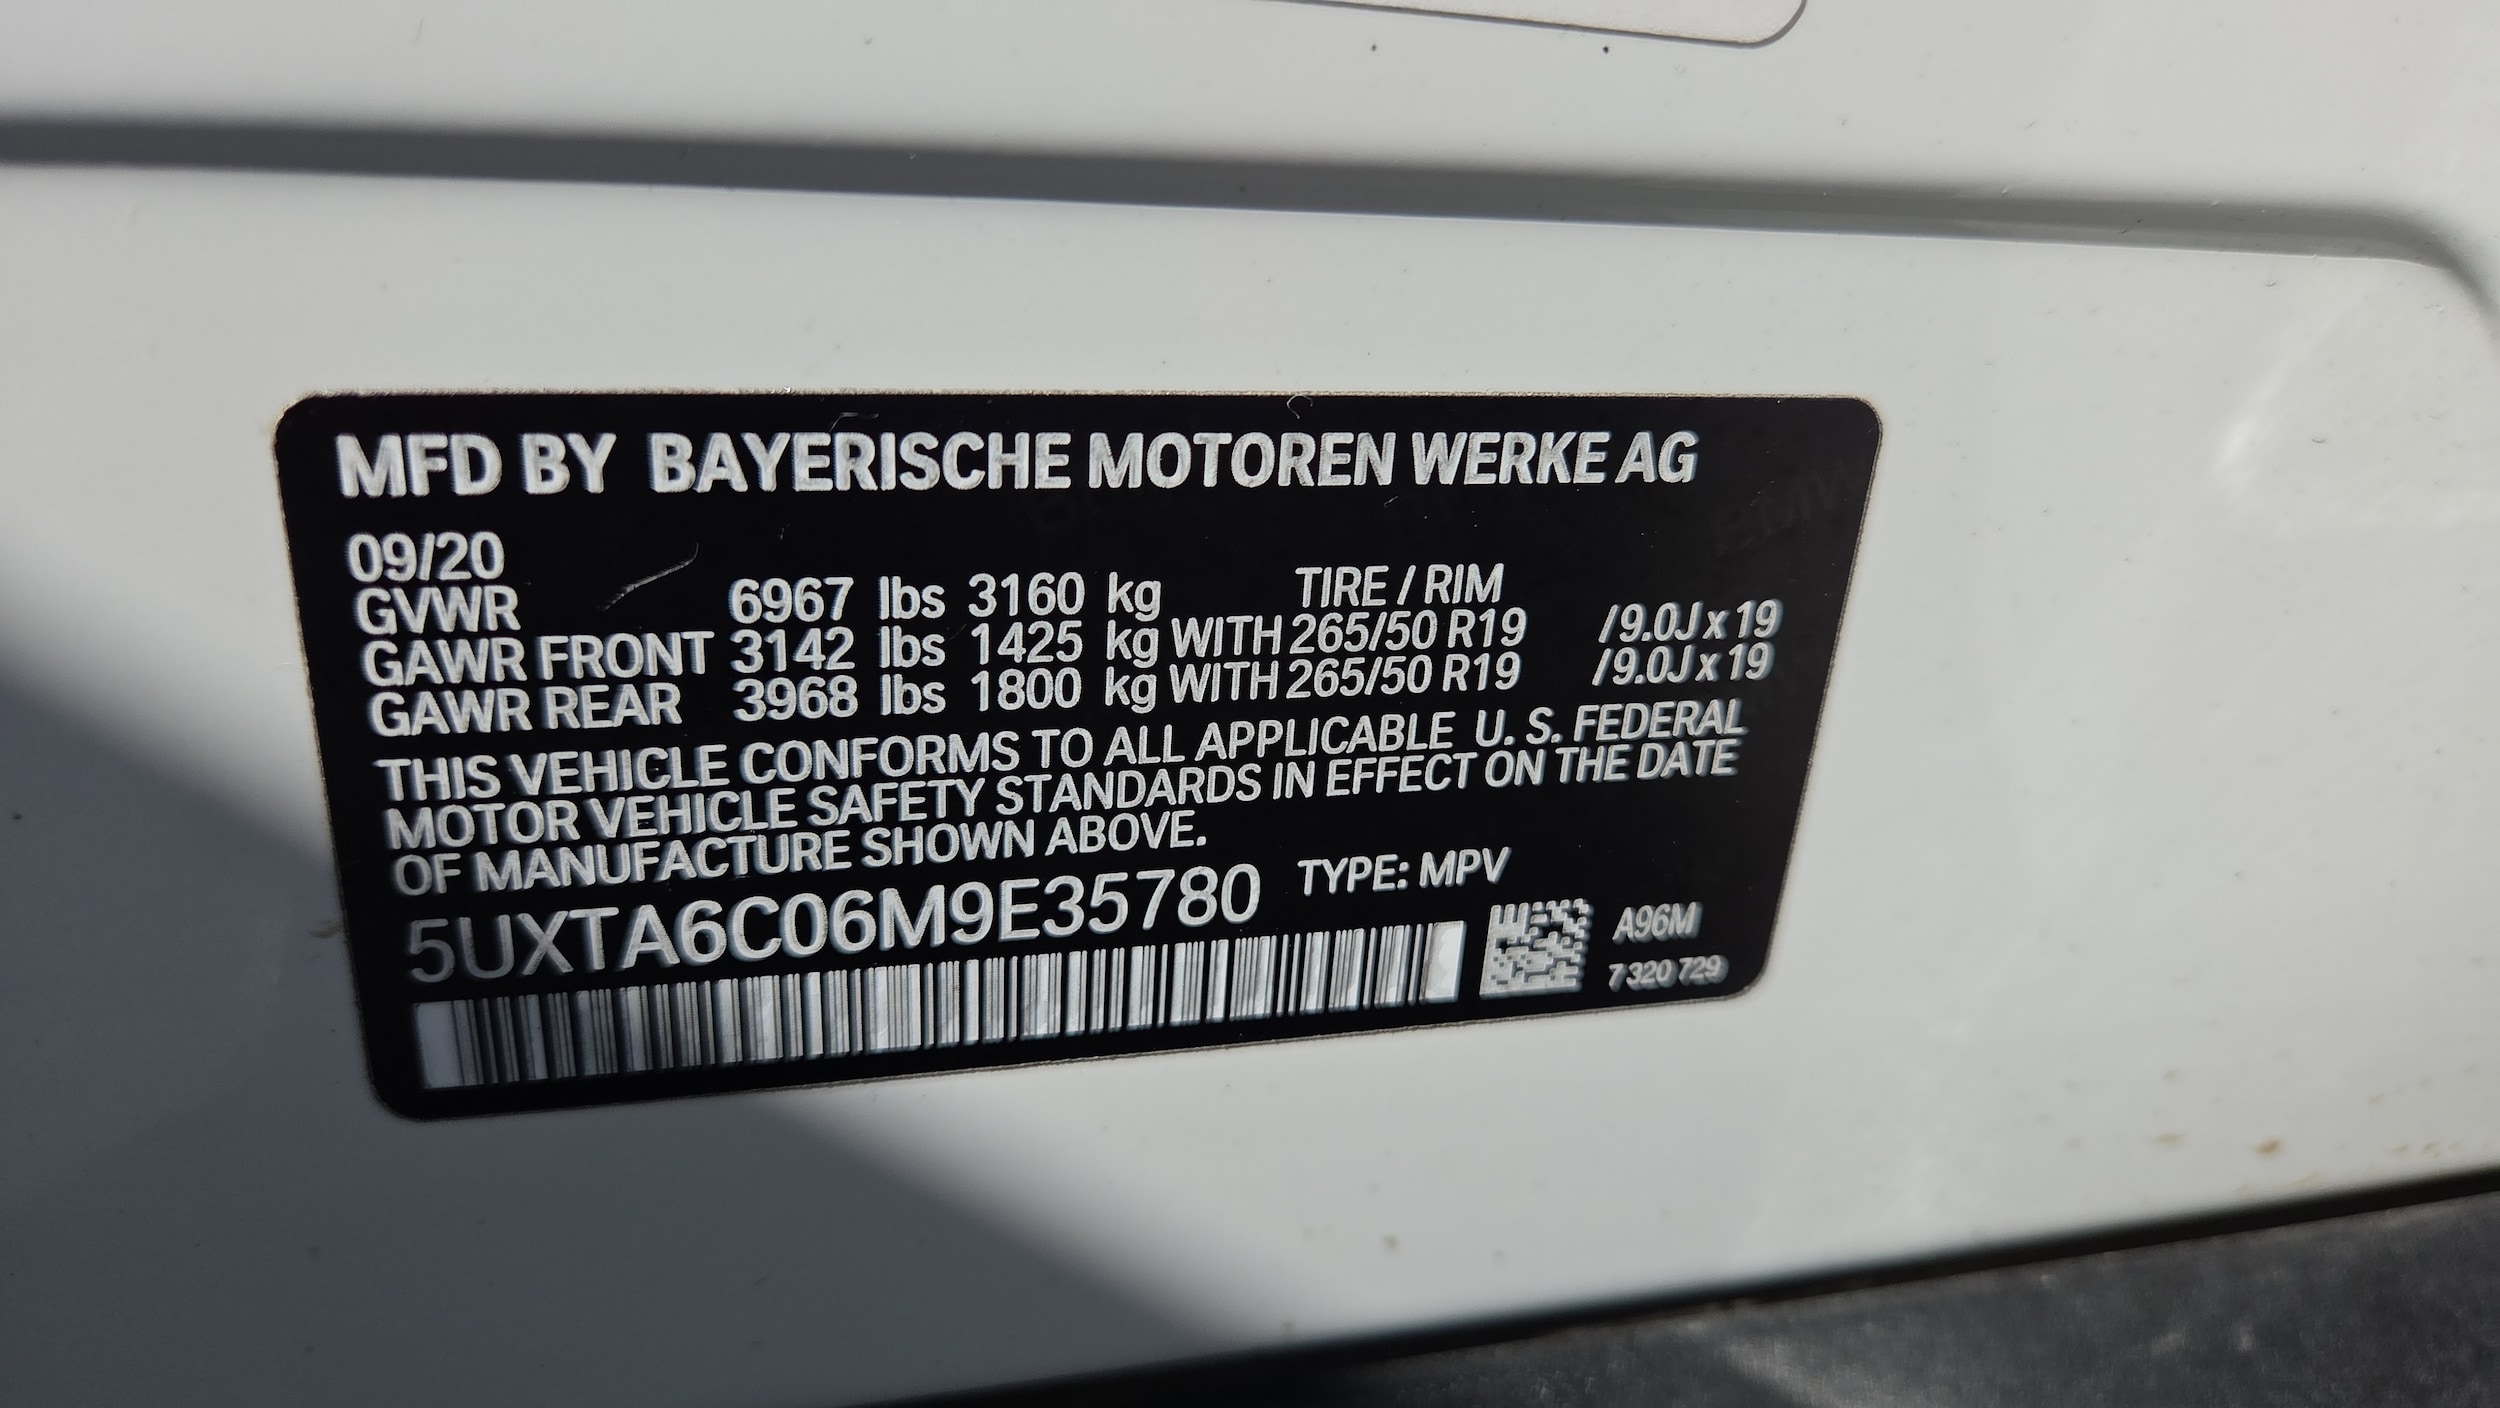 MFD BY BAYERISCHE MOTOREN WERKE AG
09/20
TIRE / RIM
GVWR 6967 lbs 3160 kg
GAWR FRONT 3142 lbs 1425 kg WITH 265/50 R19 /9.0J x 19
GAWR REAR 3968 lbs 1800 kg WITH 265/50 R19 /9.0J x 19
THIS VEHICLE CONFORMS TO ALL APPLICABLE U. S. FEDERAL
MOTOR VEHICLE SAFETY STANDARDS IN EFFECT ON THE DATE
OF MANUFACTURE SHOWN ABOVE.
5UXTA6C06M9E35780 TYPE: MPV
A96M
7 320 729